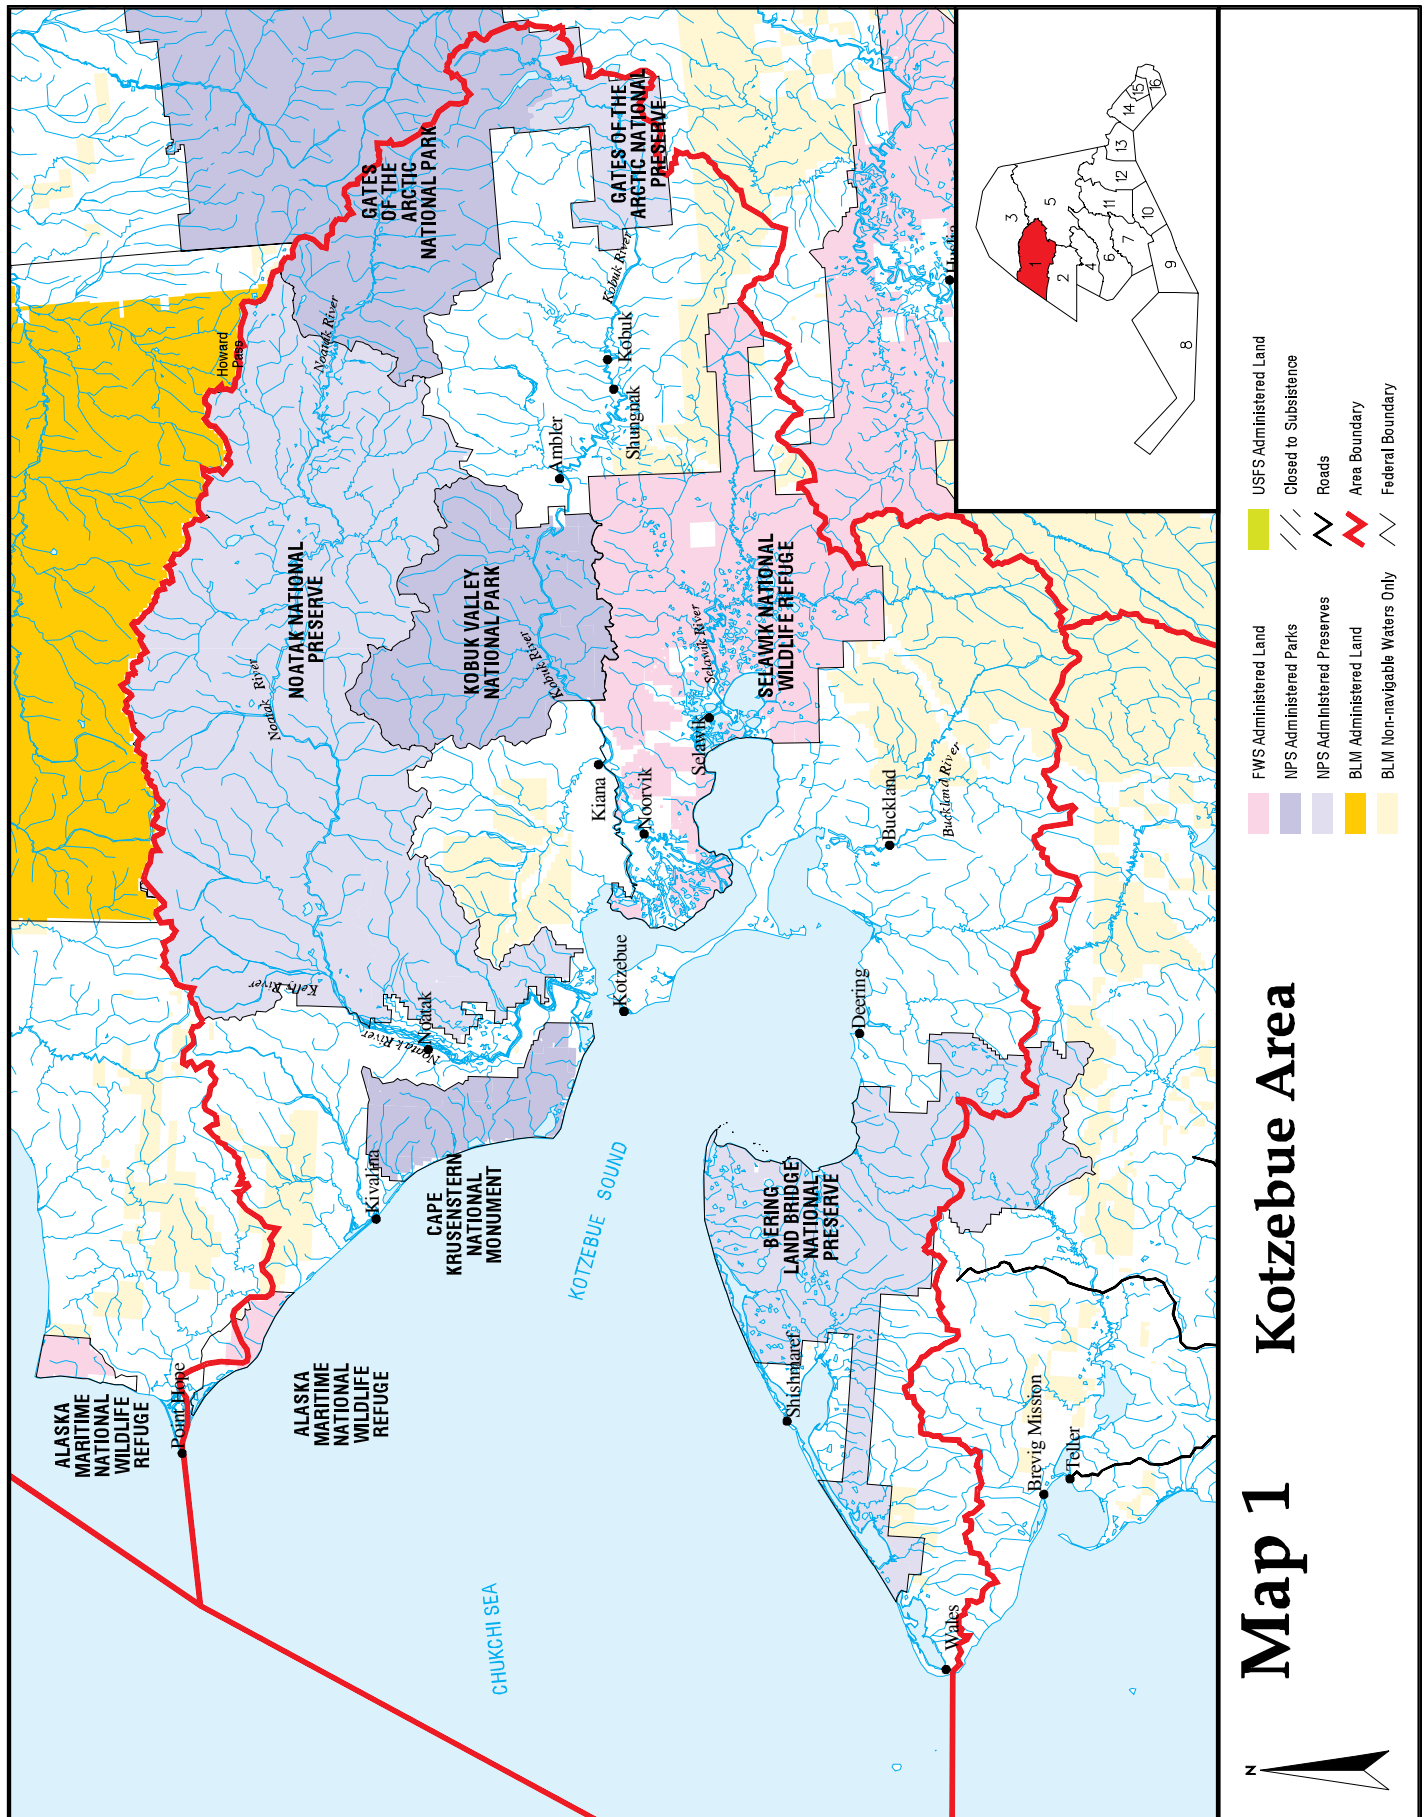 ALASKA
MARITIME
NATIONAL
WILDLIFE
REFUGE
Point Hope
ALASKA
MARITIME
NATIONAL
WILDLIFE
REFUGE
CHUKCHI SEA
Kivalina
CAPE
KRUSENSTERN
NATIONAL
MONUMENT
KOTZEBUE SOUND
Kelly River
Noatak River
Noatak
Noatak River
Noatak River
NOATAK NATIONAL
PRESERVE
Howard
Pass
Noatak River
GATES
OF THE
ARCTIC
NATIONAL PARK
GATES OF THE
ARCTIC NATIONAL
PRESERVE
Kobuk River
Kobuk
Shungnak
Ambler
KOBUK VALLEY
NATIONAL PARK
Kobuk River
Kiana
Noorvik
Kotzebue
Selawik
Selawik River
SELAWIK NATIONAL
WILDLIFE REFUGE
Huslia
Buckland
Buckland River
Deering
BERING
LAND BRIDGE
NATIONAL
PRESERVE
Shishmaref
Wales
Brevig Mission
Teller
1
2
3
4
5
6
7
8
9
10
11
12
13
14
15
16
N
Map 1
Kotzebue Area
FWS Administered Land
NPS Administered Parks
NPS AdmInIstered Preserves
BLM Administered Land
BLM Non-navigable Waters Only
USFS Administered Land
Closed to Subsistence
Roads
Area Boundary
Federal Boundary